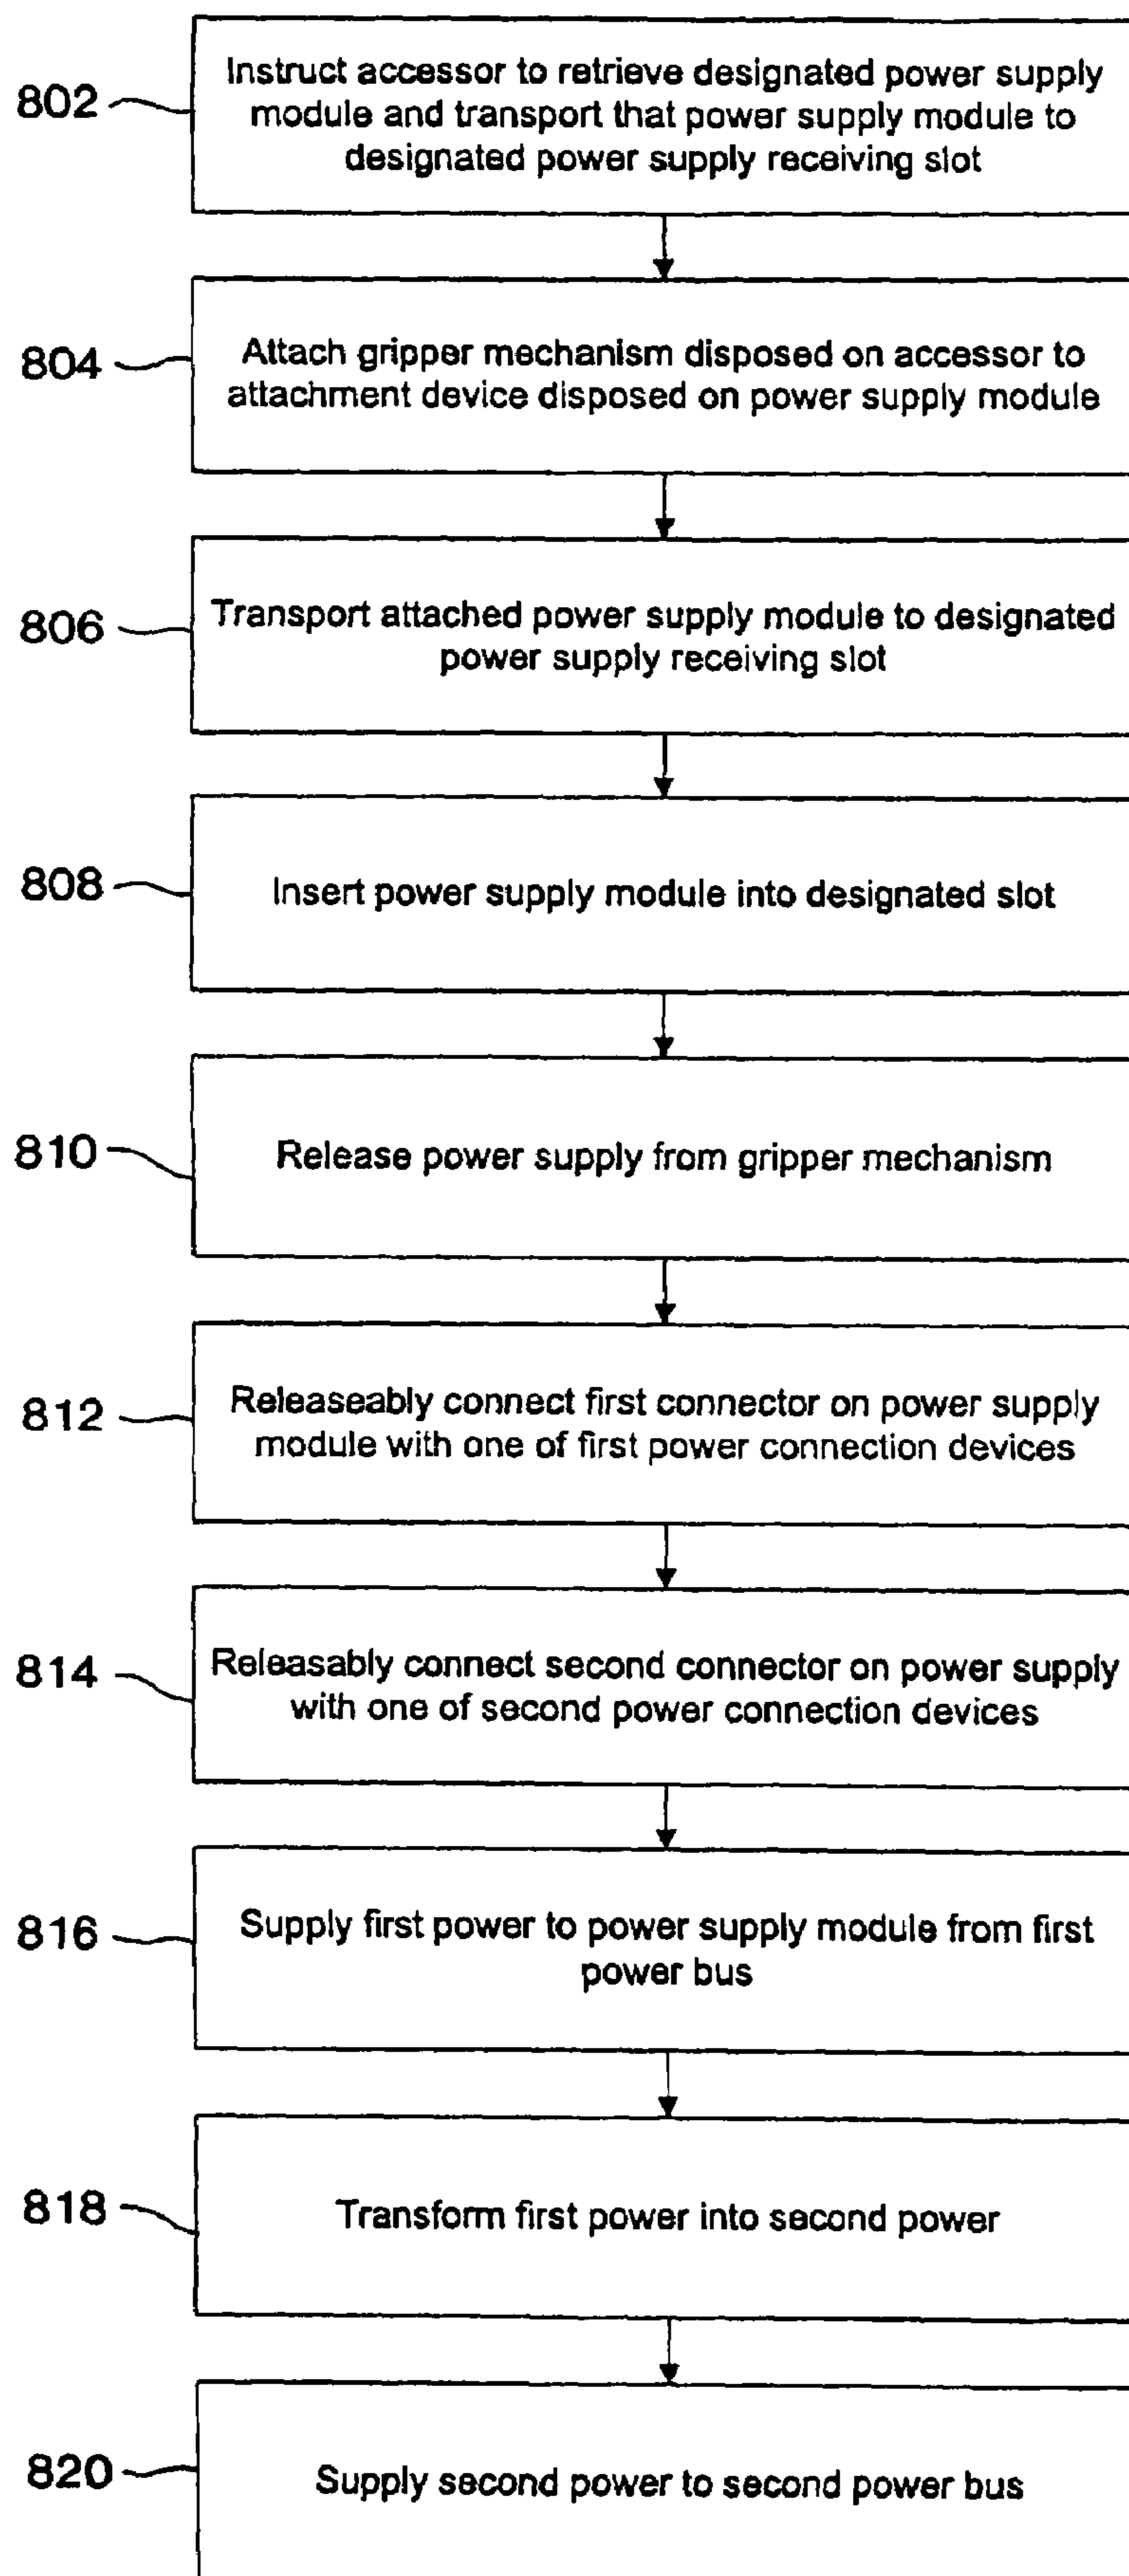 802
Instruct accessor to retrieve designated power supply
module and transport that power supply module to
designated power supply receiving slot
804
Attach gripper mechanism disposed on accessor to
attachment device disposed on power supply module
806
Transport attached power supply module to designated
power supply receiving slot
808
Insert power supply module into designated slot
810
Release power supply from gripper mechanism
812
Releaseably connect first connector on power supply
module with one of first power connection devices
814
Releasably connect second connector on power supply
with one of second power connection devices
816
Supply first power to power supply module from first
power bus
818
Transform first power into second power
820
Supply second power to second power bus